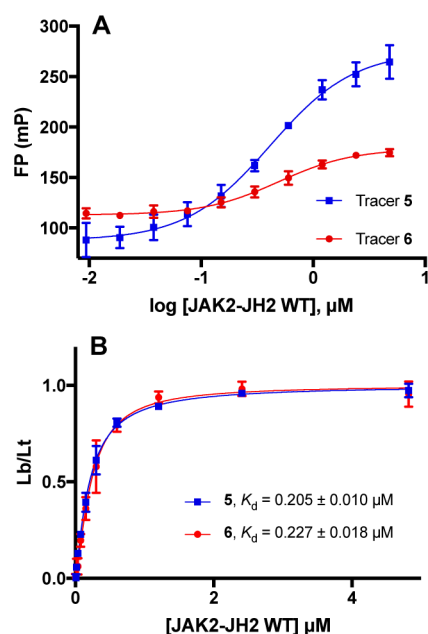 A
300
250
200
150
100
FP (mP)
Tracer 5
Tracer 6
-2
-1
0
1
log [JAK2-JH2 WT], µM
B
1.0
0.5
0.0
Lb/Lt
5, Kd = 0.205 ± 0.010 µM
6, Kd = 0.227 ± 0.018 µM
0
2
4
[JAK2-JH2 WT] µM